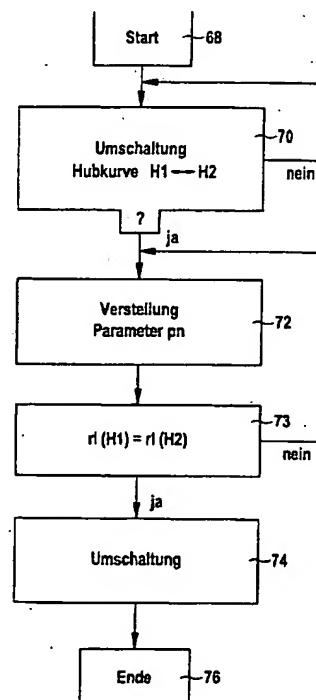 Start
68
Umschaltung
Hubkurve H1 ↔ H2
70
nein
?
ja
Verstellung
Parameter pn
72
rl (H1) = rl (H2)
73
nein
ja
Umschaltung
74
Ende
76